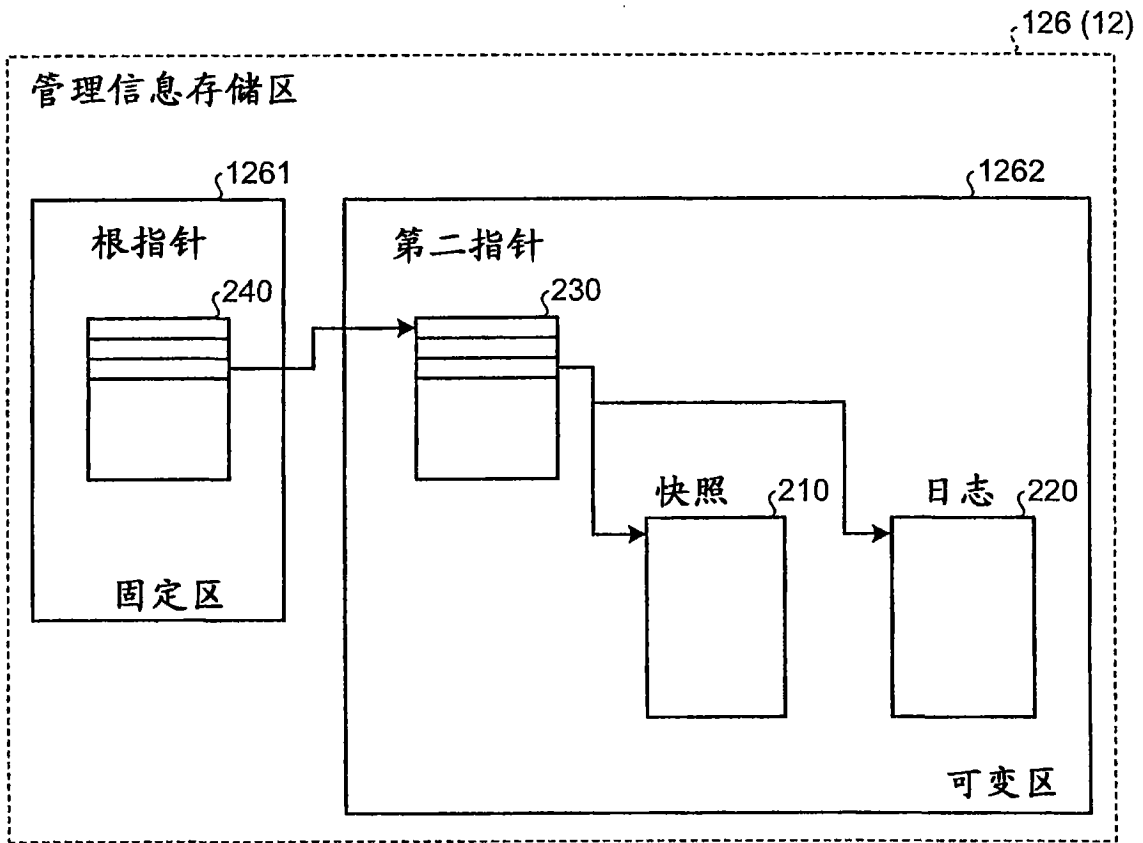 126 (12)
管理信息存储区
1261
1262
根指针
第二指针
240
230
快照
210
日志
220
固定区
可变区